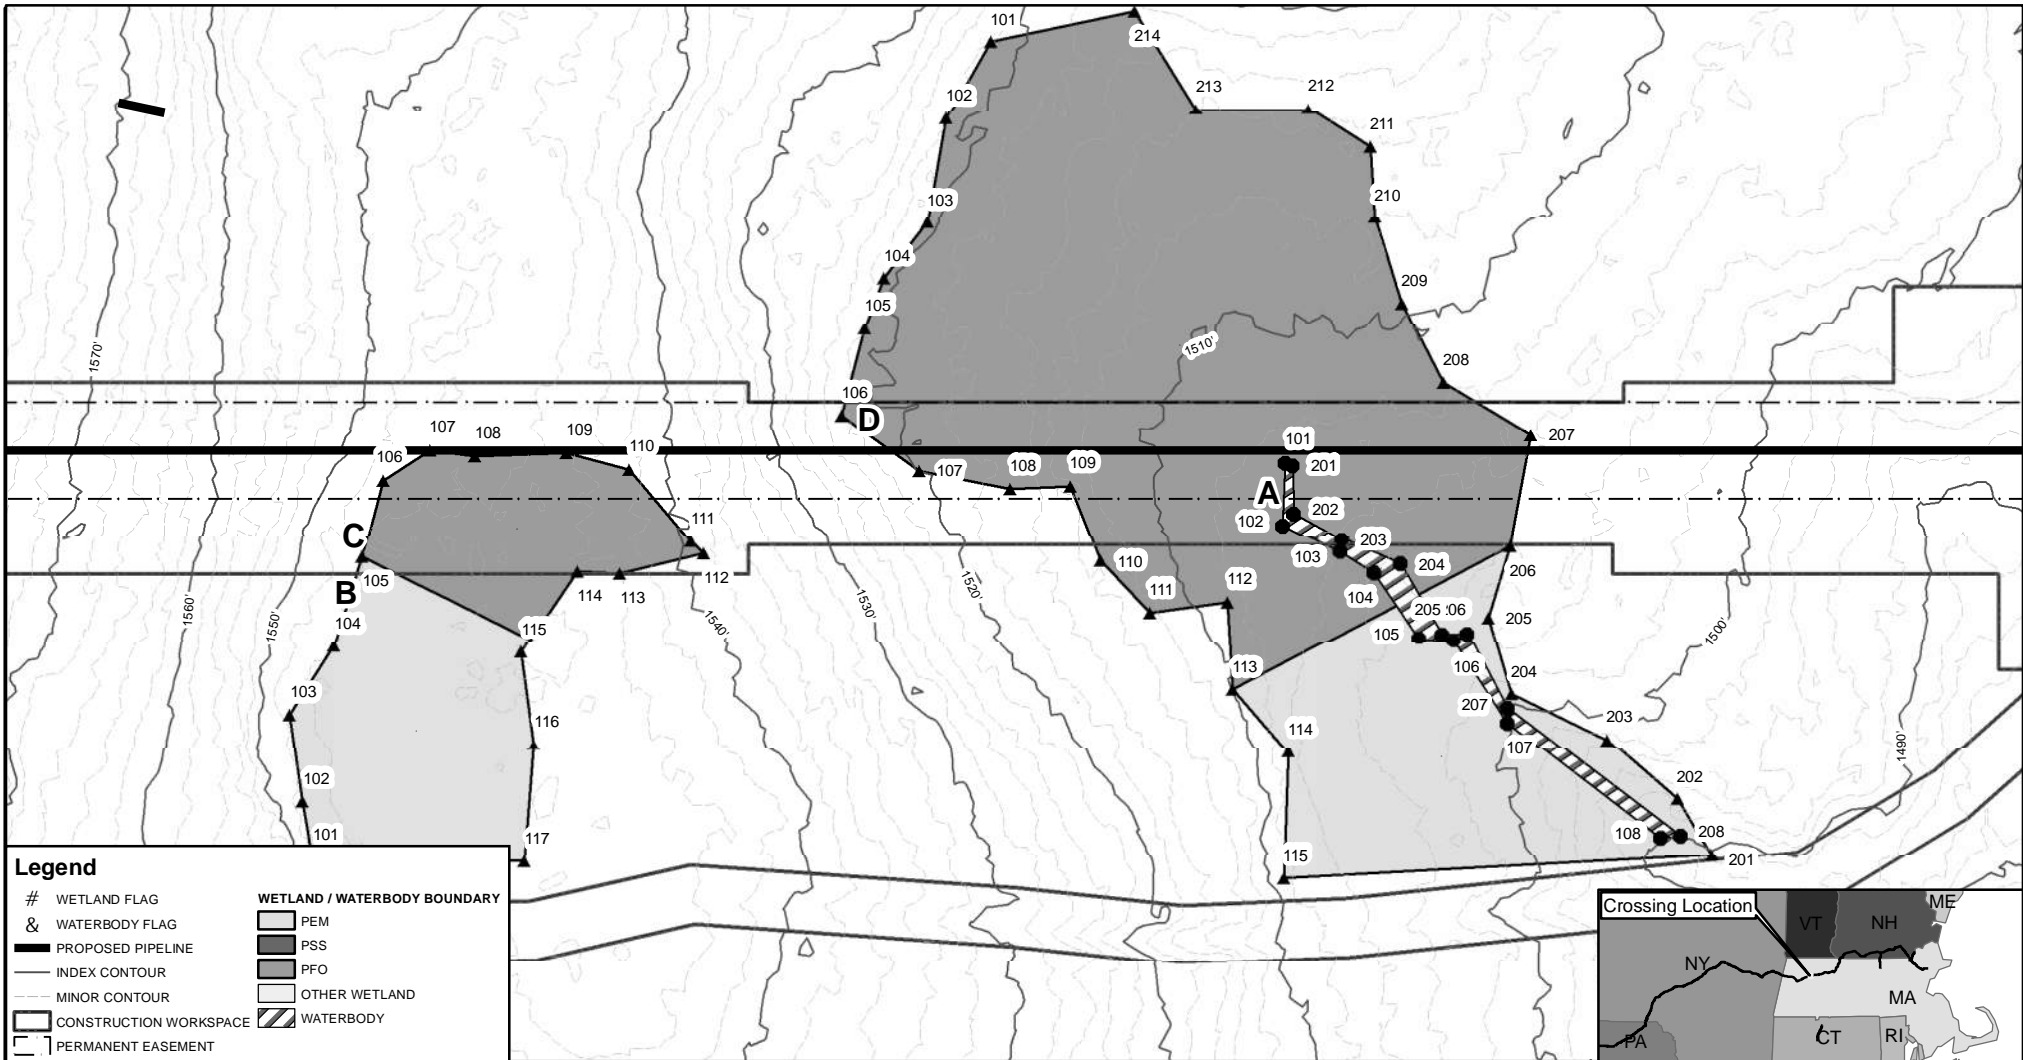 101
214
213
212
102
211
103
210
104
209
105
1510'
1570'
208
106
D
107
108
109
110
106
207
101
201
107
108
109
A
202
102
111
203
C
103
204
110
112
206
105
1560'
1550'
B
114
113
1540'
1530'
1520'
111
112
104
205
:06
205
1500'
104
115
105
106
113
204
103
207
203
116
114
107
1490'
102
202
101
117
108
208
115
201
Legend
# WETLAND FLAG
& WATERBODY FLAG
PROPOSED PIPELINE
INDEX CONTOUR
MINOR CONTOUR
CONSTRUCTION WORKSPACE
PERMANENT EASEMENT
WETLAND / WATERBODY BOUNDARY
PEM
PSS
PFO
OTHER WETLAND
WATERBODY
Crossing Location
VT
NH
ME
NY
MA
PA
CT
RI